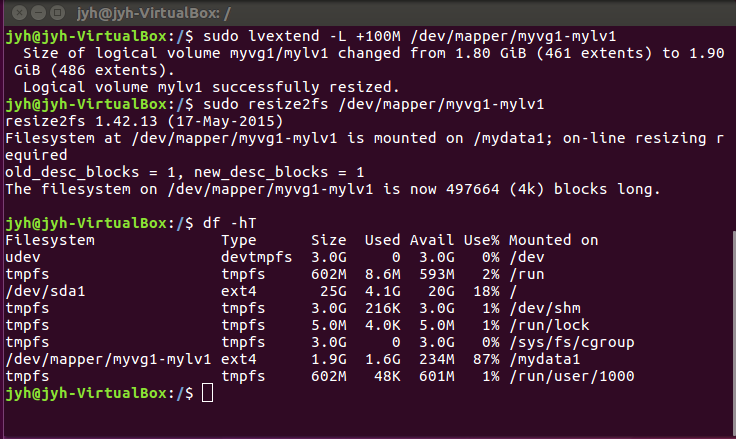 jyh@jyh-VirtualBox: /
jyh@jyh-VirtualBox:/$ sudo lvextend -L +100M /dev/mapper/myvg1-mylv1
  Size of logical volume myvg1/mylv1 changed from 1.80 GiB (461 extents) to 1.90
 GiB (486 extents).
  Logical volume mylv1 successfully resized.
jyh@jyh-VirtualBox:/$ sudo resize2fs /dev/mapper/myvg1-mylv1
resize2fs 1.42.13 (17-May-2015)
Filesystem at /dev/mapper/myvg1-mylv1 is mounted on /mydata1; on-line resizing r
equired
old_desc_blocks = 1, new_desc_blocks = 1
The filesystem on /dev/mapper/myvg1-mylv1 is now 497664 (4k) blocks long.
jyh@jyh-VirtualBox:/$ df -hT
Filesystem              Type      Size  Used Avail Use% Mounted on
udev                    devtmpfs  3.0G     0  3.0G   0% /dev
tmpfs                   tmpfs     602M  8.6M  593M   2% /run
/dev/sda1               ext4       25G  4.1G   20G  18% /
tmpfs                   tmpfs     3.0G  216K  3.0G   1% /dev/shm
tmpfs                   tmpfs     5.0M  4.0K  5.0M   1% /run/lock
tmpfs                   tmpfs     3.0G     0  3.0G   0% /sys/fs/cgroup
/dev/mapper/myvg1-mylv1 ext4      1.9G  1.6G  234M  87% /mydata1
tmpfs                   tmpfs     602M   48K  601M   1% /run/user/1000
jyh@jyh-VirtualBox:/$